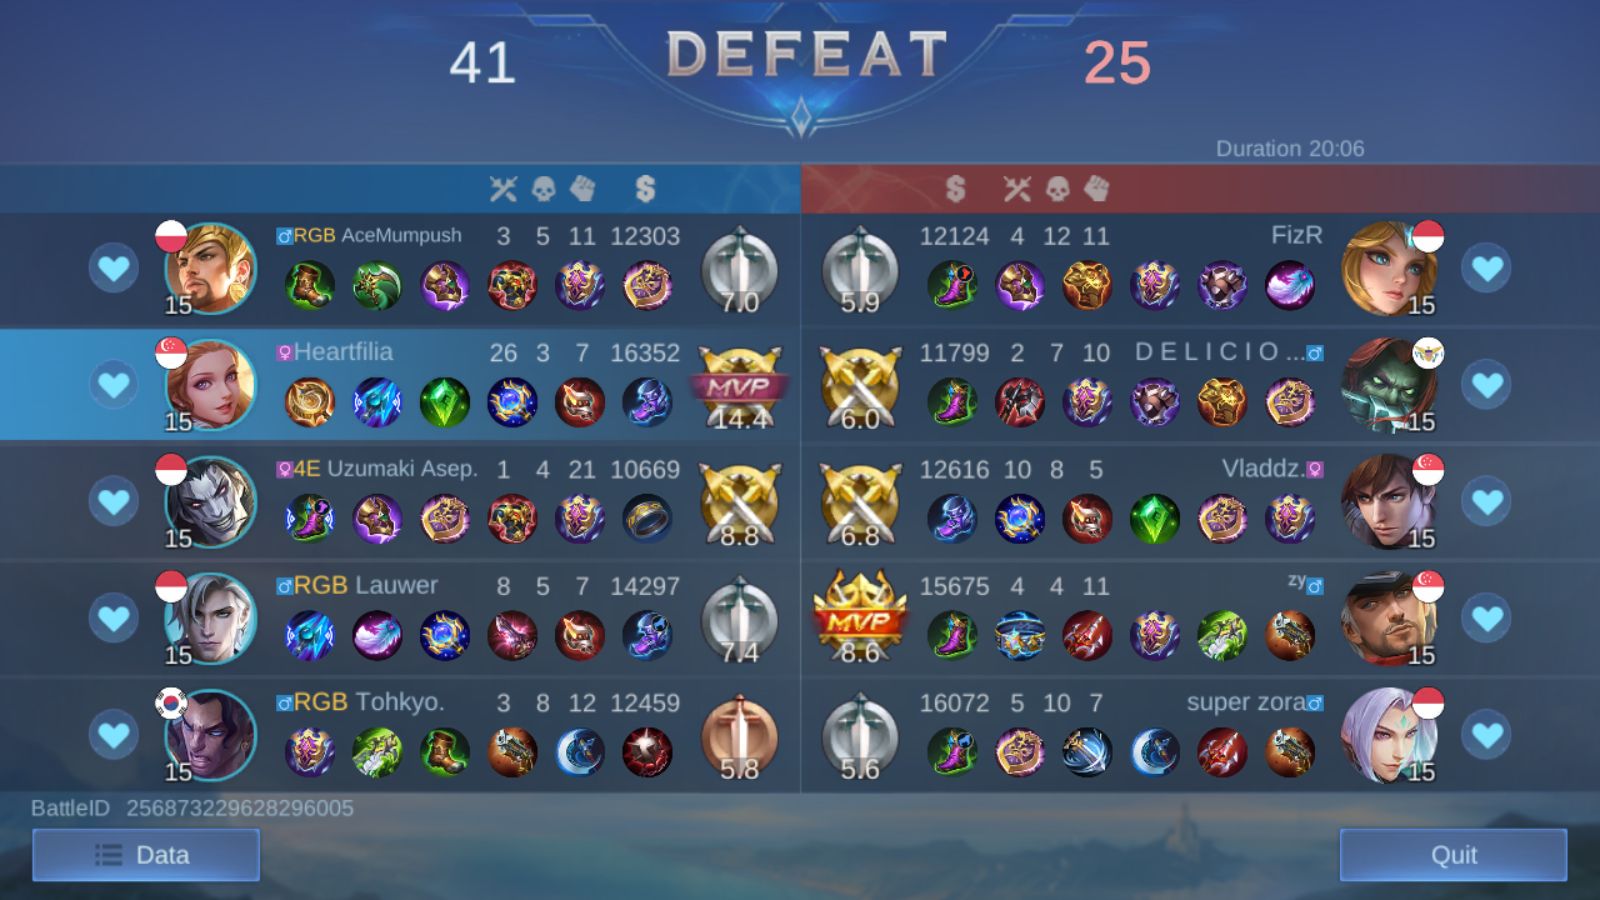 41 DEFEAT 25
Duration 20:06
RGB AceMumpush 3 5 11 12303 7.0 15
5.9 12124 4 12 11 FizR 15
Heartfilia 26 3 7 16352 MVP 14.4 15
6.0 11799 2 7 10 D E L I C I O ... 15
4E Uzumaki Asep. 1 4 21 10669 8.8 15
6.8 12616 10 8 5 Vladdz. 15
RGB Lauwer 8 5 7 14297 7.4 15
MVP 8.6 15675 4 4 11 zy 15
RGB Tohkyo. 3 8 12 12459 5.8 15
5.6 16072 5 10 7 super zora 15
BattleID 256873229628296005
Data
Quit